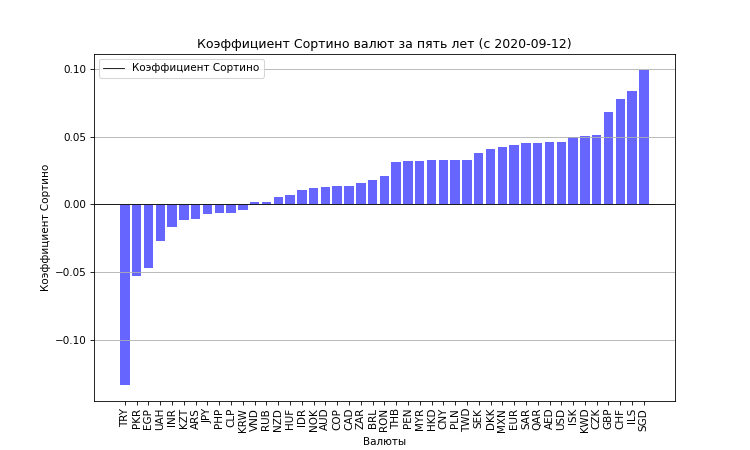 Коэффициент Сортино валют за пять лет (с 2020-09-12)
Коэффициент Сортино
0.10
0.05
0.00
−0.05
−0.10
Коэффициент Сортино
TRY PKR EGP UAH INR KZT ARS JPY PHP CLP KRW VND RUB NZD HUF IDR NOK AUD COP CAD ZAR BRL RON THB PEN MYR HKD CNY PLN TWD SEK DKK MXN EUR SAR QAR AED USD ISK KWD CZK GBP CHF ILS SGD
Валюты